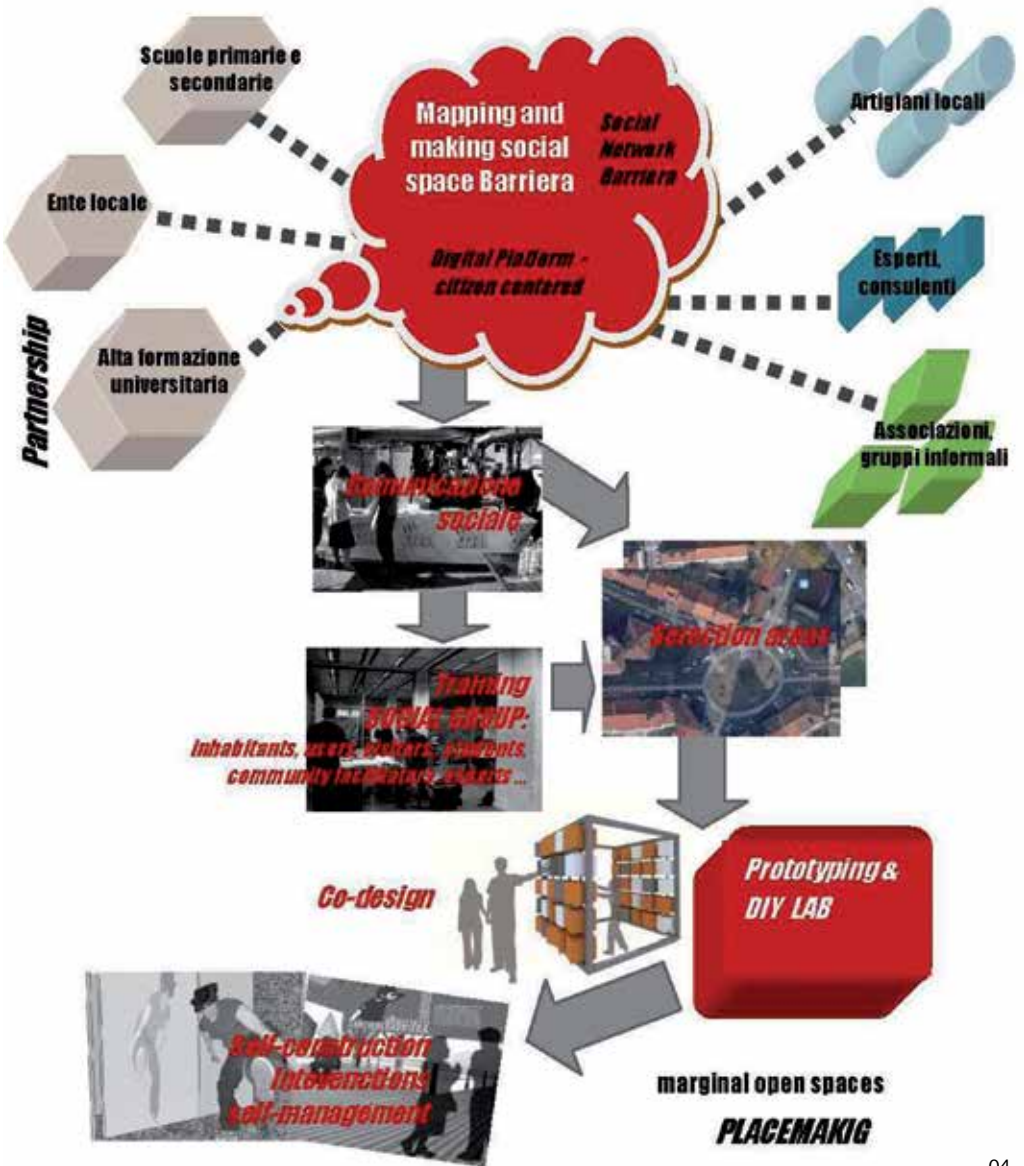 Scuole primarie e
secondarie
Ente locale
Alta formazione
universitaria
Partnership
Mapping and
making social
space Barriera
Social
Network
Barriera
Digital Platform -
citizen centered
Artigiani locali
Esperti,
consulenti
Associazioni,
gruppi informali
Comunicazione
sociale
Selection areas
Training
SOCIAL GROUP:
inhabitants, users, visitors, students,
community facilitators, experts ...
Co-design
Prototyping &
DIY LAB
Self-construction
Intevenctions
self-management
marginal open spaces
PLACEMAKIG
04